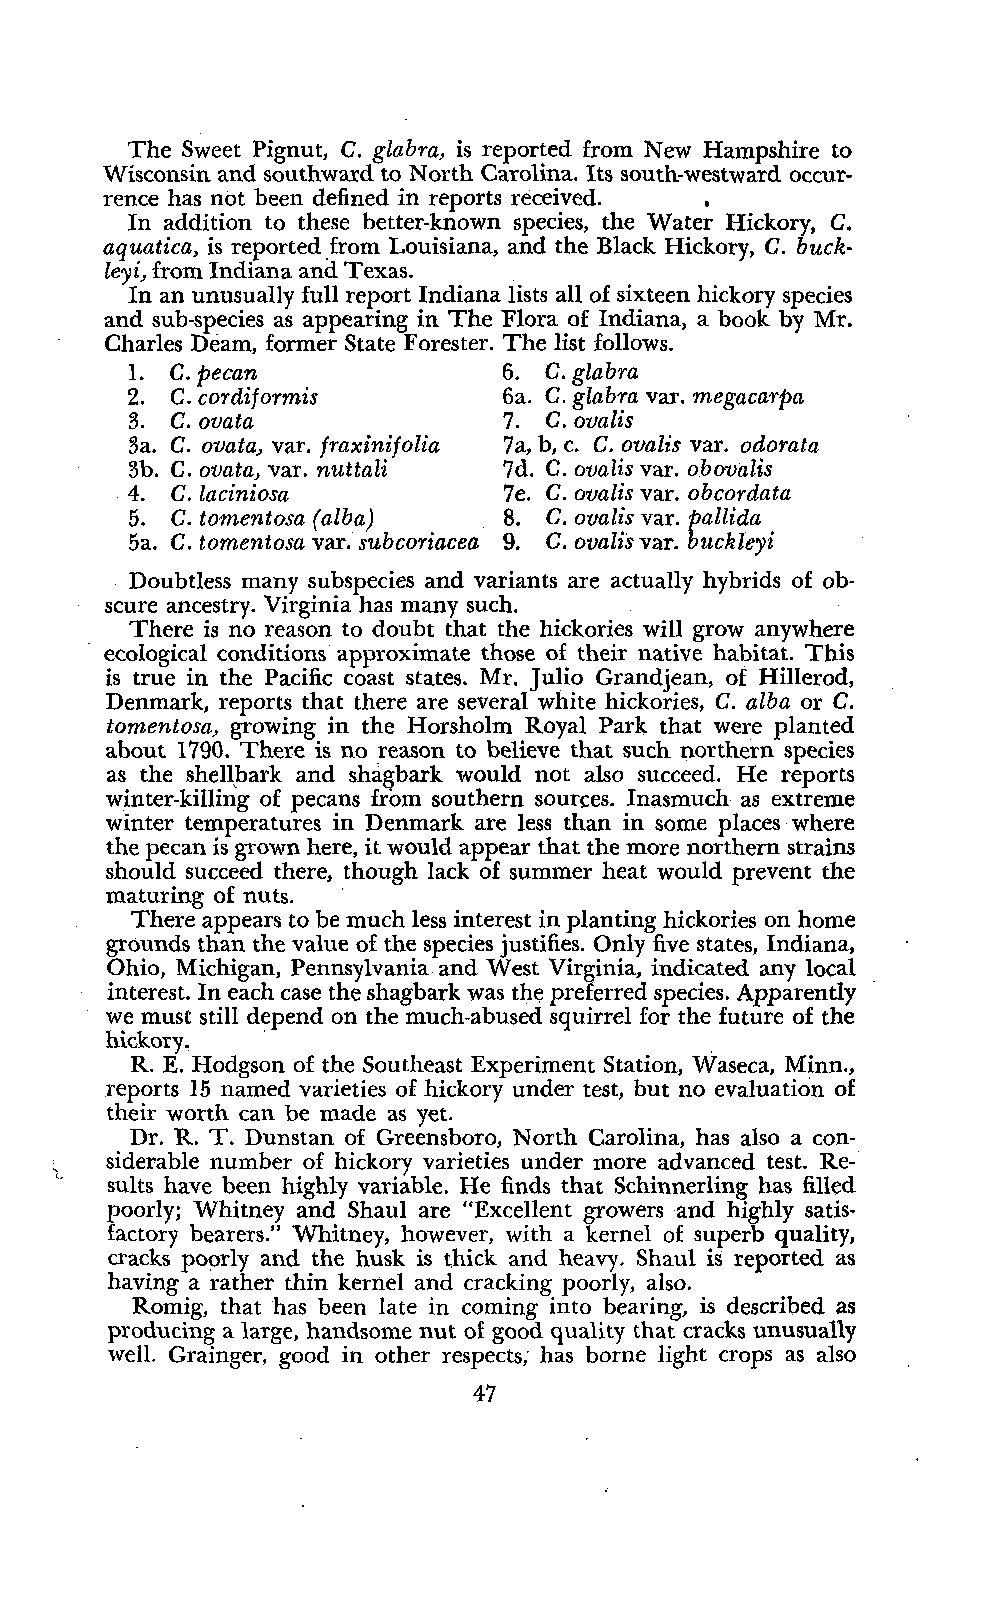 The Sweet Pignut, C. glabra, is reported from New Hampshire to
Wisconsin and southward to North Carolina. Its south-westward occur-
rence has not been defined in reports received.
In addition to these better-known species, the Water Hickory, C.
aquatica, is reported from Louisiana, and the Black Hickory, C. buck-
leyi, from Indiana and Texas.
In an unusually full report Indiana lists all of sixteen hickory species
and sub-species as appearing in The Flora of Indiana, a book by Mr.
Charles Deam, former State Forester. The list follows.
1. C. pecan
2. C. cordiformis
3. C. ovata
3a. C. ovata, var. fraxinifolia
3b. C. ovata, var. nuttali
4. C. laciniosa
5. C. tomentosa (alba)
5a. C. tomentosa var. subcoriacea
6. C. glabra
6a. C. glabra var. megacarpa
7. C. ovalis
7a, b, c. C. ovalis var. odorata
7d. C. ovalis var. obovalis
7e. C. ovalis var. obcordata
8. C. ovalis var. pallida
9. C. ovalis var. buckleyi
Doubtless many subspecies and variants are actually hybrids of ob-
scure ancestry. Virginia has many such.
There is no reason to doubt that the hickories will grow anywhere
ecological conditions approximate those of their native habitat. This
is true in the Pacific coast states. Mr. Julio Grandjean, of Hillerod,
Denmark, reports that there are several white hickories, C. alba or C.
tomentosa, growing in the Horsholm Royal Park that were planted
about 1790. There is no reason to believe that such northern species
as the shellbark and shagbark would not also succeed. He reports
winter-killing of pecans from southern sources. Inasmuch as extreme
winter temperatures in Denmark are less than in some places where
the pecan is grown here, it would appear that the more northern strains
should succeed there, though lack of summer heat would prevent the
maturing of nuts.
There appears to be much less interest in planting hickories on home
grounds than the value of the species justifies. Only five states, Indiana,
Ohio, Michigan, Pennsylvania and West Virginia, indicated any local
interest. In each case the shagbark was the preferred species. Apparently
we must still depend on the much-abused squirrel for the future of the
hickory.
R. E. Hodgson of the Southeast Experiment Station, Waseca, Minn.,
reports 15 named varieties of hickory under test, but no evaluation of
their worth can be made as yet.
Dr. R. T. Dunstan of Greensboro, North Carolina, has also a con-
siderable number of hickory varieties under more advanced test. Re-
sults have been highly variable. He finds that Schinnerling has filled
poorly; Whitney and Shaul are "Excellent growers and highly satis-
factory bearers." Whitney, however, with a kernel of superb quality,
cracks poorly and the husk is thick and heavy. Shaul is reported as
having a rather thin kernel and cracking poorly, also.
Romig, that has been late in coming into bearing, is described as
producing a large, handsome nut of good quality that cracks unusually
well. Grainger, good in other respects, has borne light crops as also
47